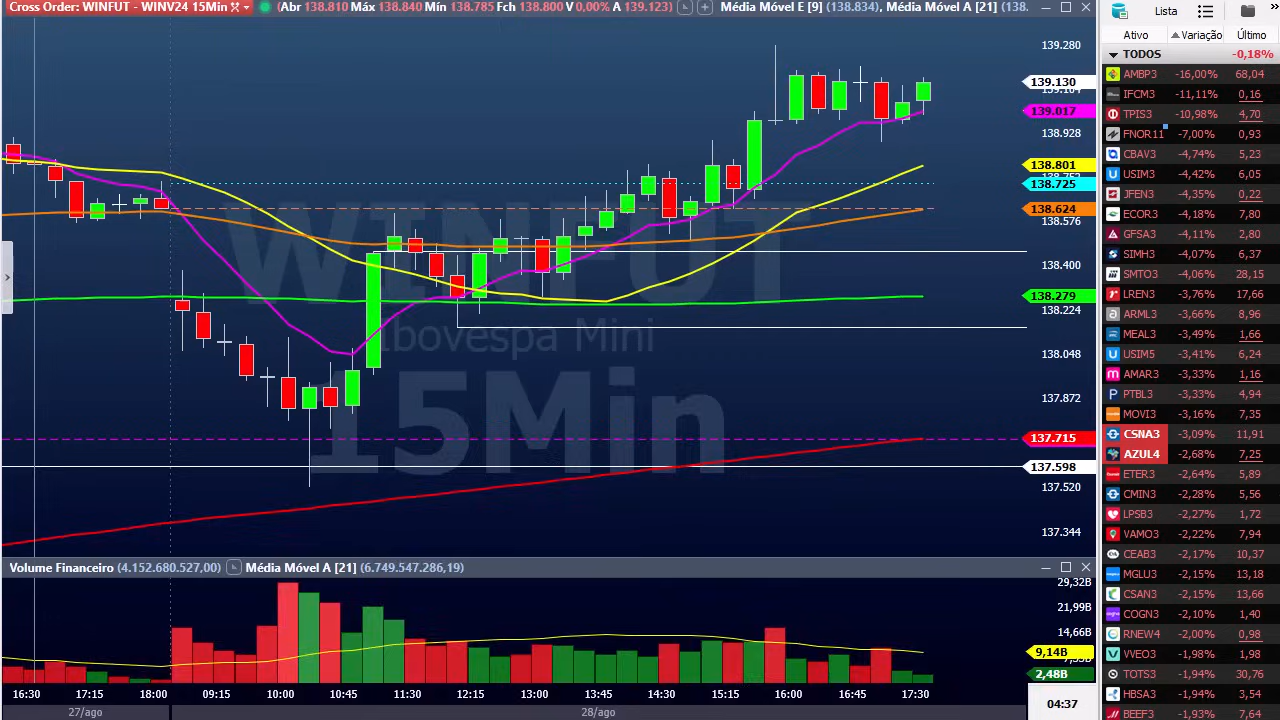 Cross Order: WINFUT - WINV24 15Min (Abr 138.810 Máx 138.840 Mín 138.785 Fch 138.800 V 0,00% A 139.123) Média Móvel E [9] (138.834), Média Móvel A [21] (138.
Lista
Ativo Variação Último
TODOS -0,18%
AMBP3 -16,00% 68,04
IFCM3 -11,11% 0,16
TPIS3 -10,98% 4,70
FNOR11 -7,00% 0,93
CBAV3 -4,74% 5,23
USIM3 -4,42% 6,05
JFEN3 -4,35% 0,22
ECOR3 -4,18% 7,80
GFSA3 -4,11% 2,80
SIMH3 -4,07% 6,37
SMTO3 -4,06% 28,15
LREN3 -3,76% 17,66
ARML3 -3,66% 8,96
MEAL3 -3,49% 1,66
USIM5 -3,41% 6,24
AMAR3 -3,33% 1,16
PTBL3 -3,33% 4,94
MOVI3 -3,16% 7,35
CSNA3 -3,09% 11,91
AZUL4 -2,68% 7,25
ETER3 -2,64% 5,89
CMIN3 -2,28% 5,56
LPSB3 -2,27% 1,72
VAMO3 -2,22% 7,94
CEAB3 -2,17% 10,37
MGLU3 -2,15% 13,18
CSAN3 -2,15% 13,66
COGN3 -2,10% 1,40
RNEW4 -2,00% 0,98
VVEO3 -1,98% 1,98
TOTS3 -1,94% 30,76
HBSA3 -1,94% 3,54
BEEF3 -1,93% 7,64
139.280
139.130
139.017
138.928
138.801
138.725
138.624
138.576
138.400
138.279
138.224
138.048
137.872
137.715
137.598
137.520
137.344
WINFUT
Ibovespa Mini
15Min
Volume Financeiro (4.152.680.527,00) Média Móvel A [21] (6.749.547.286,19)
29,32B
21,99B
14,66B
9,14B
2,48B
16:30 17:15 18:00 09:15 10:00 10:45 11:30 12:15 13:00 13:45 14:30 15:15 16:00 16:45 17:30
27/ago 28/ago
04:37